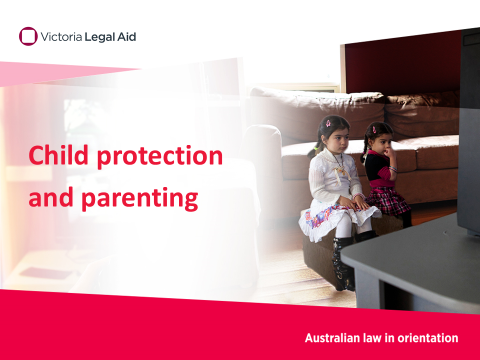 Victoria Legal Aid
Child protection
and parenting
Australian law in orientation